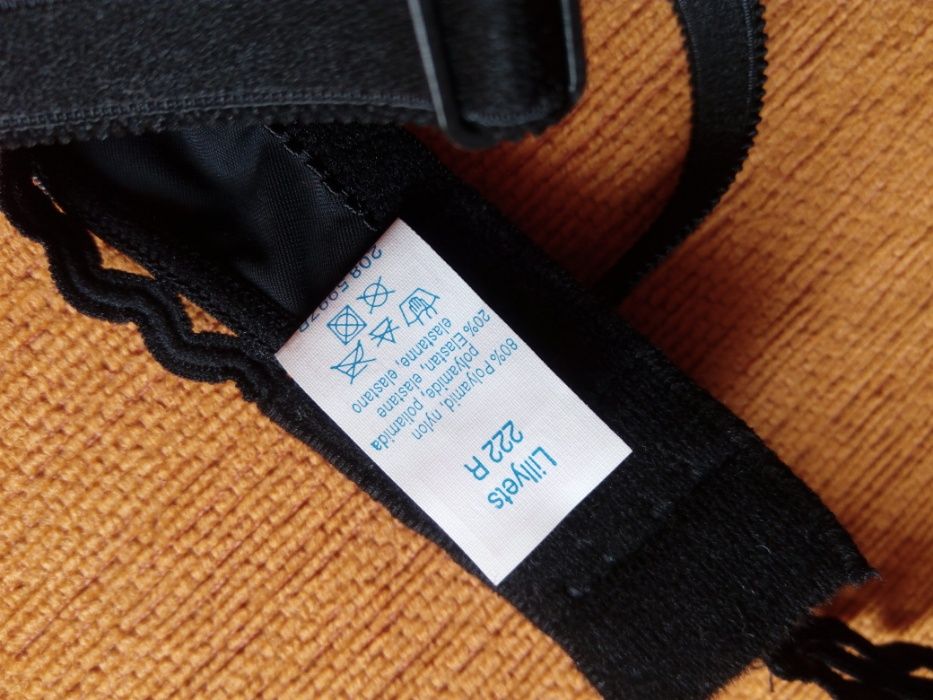 Lillyets
222 R
80% Polyamid, nylon
polyamide, poliamida
20% Elastan, elastane
elastanne, elastano